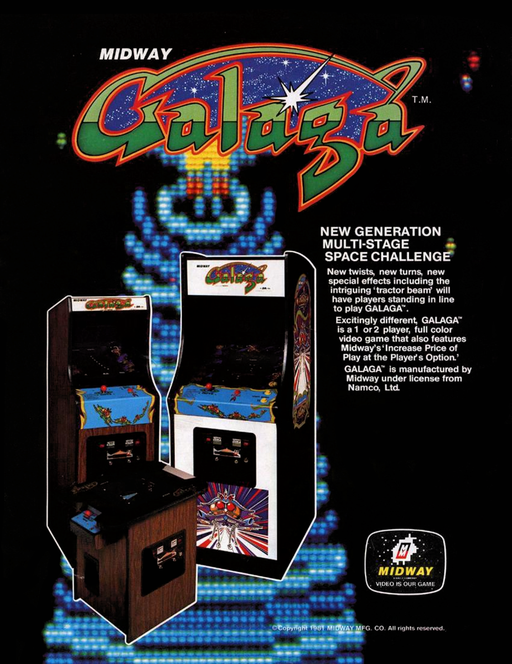 MIDWAY
Galaga
T.M.
NEW GENERATION
MULTI-STAGE
SPACE CHALLENGE
New twists, new turns, new
special effects including the
intriguing 'tractor beam' will
have players standing in line
to play GALAGA™.
Excitingly different, GALAGA™
is a 1 or 2 player, full color
video game that also features
Midway's 'Increase Price of
Play at the Player's Option.'
GALAGA™ is manufactured by
Midway under license from
Namco, Ltd.
MIDWAY
Galaga
Galaga
MIDWAY
VIDEO IS OUR GAME
©Copyright 1981 MIDWAY MFG. CO. All rights reserved.